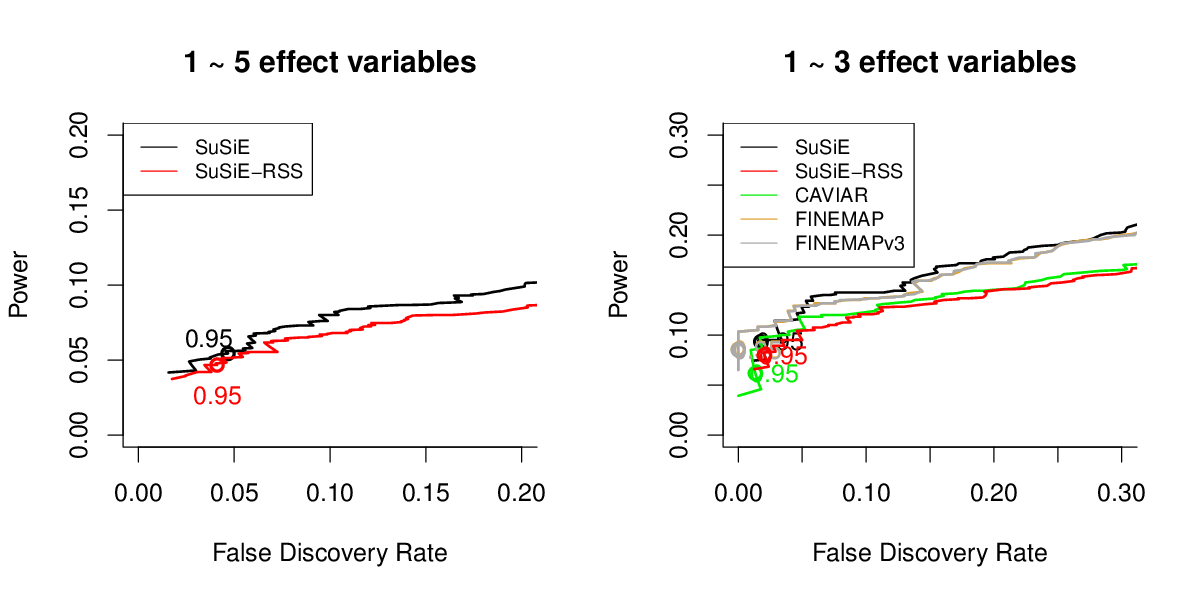 1 ~ 5 effect variables
Power
0.20
0.15
0.10
0.05
0.00
SuSiE
SuSiE−RSS
0.95
0.95
0.00 0.05 0.10 0.15 0.20
False Discovery Rate
1 ~ 3 effect variables
Power
0.30
0.20
0.10
0.00
SuSiE
SuSiE−RSS
CAVIAR
FINEMAP
FINEMAPv3
0.95
0.95
0.00 0.10 0.20 0.30
False Discovery Rate